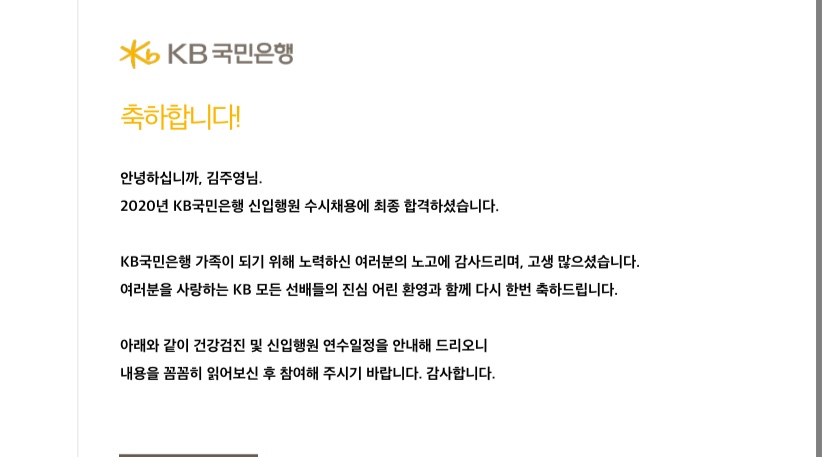 KB 국민은행
축하합니다!
안녕하십니까, 김주영님.
2020년 KB국민은행 신입행원 수시채용에 최종 합격하셨습니다.
KB국민은행 가족이 되기 위해 노력하신 여러분의 노고에 감사드리며, 고생 많으셨습니다.
여러분을 사랑하는 KB 모든 선배들의 진심 어린 환영과 함께 다시 한번 축하드립니다.
아래와 같이 건강검진 및 신입행원 연수일정을 안내해 드리오니
내용을 꼼꼼히 읽어보신 후 참여해 주시기 바랍니다. 감사합니다.